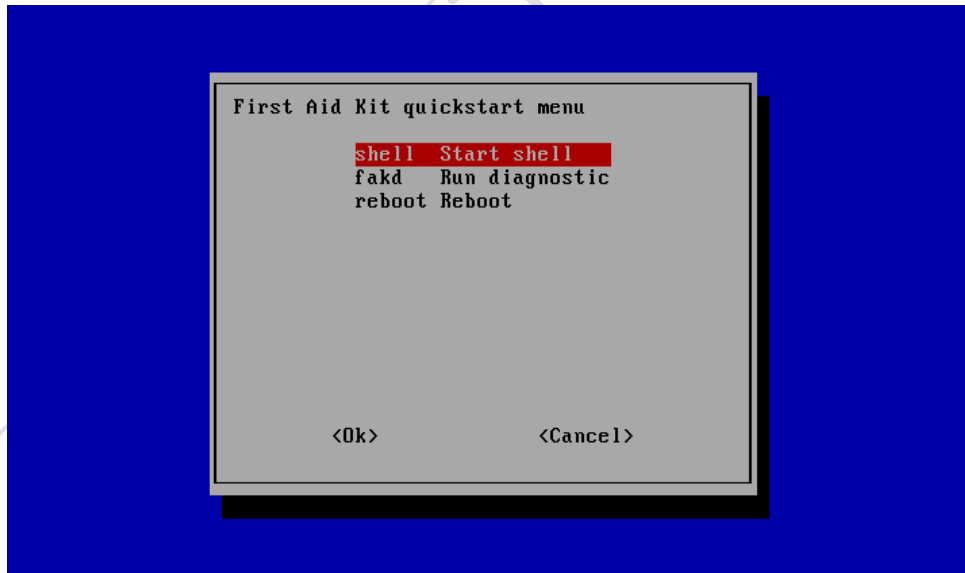 First Aid Kit quickstart menu
shell Start shell
fakd Run diagnostic
reboot Reboot
<Ok> <Cancel>